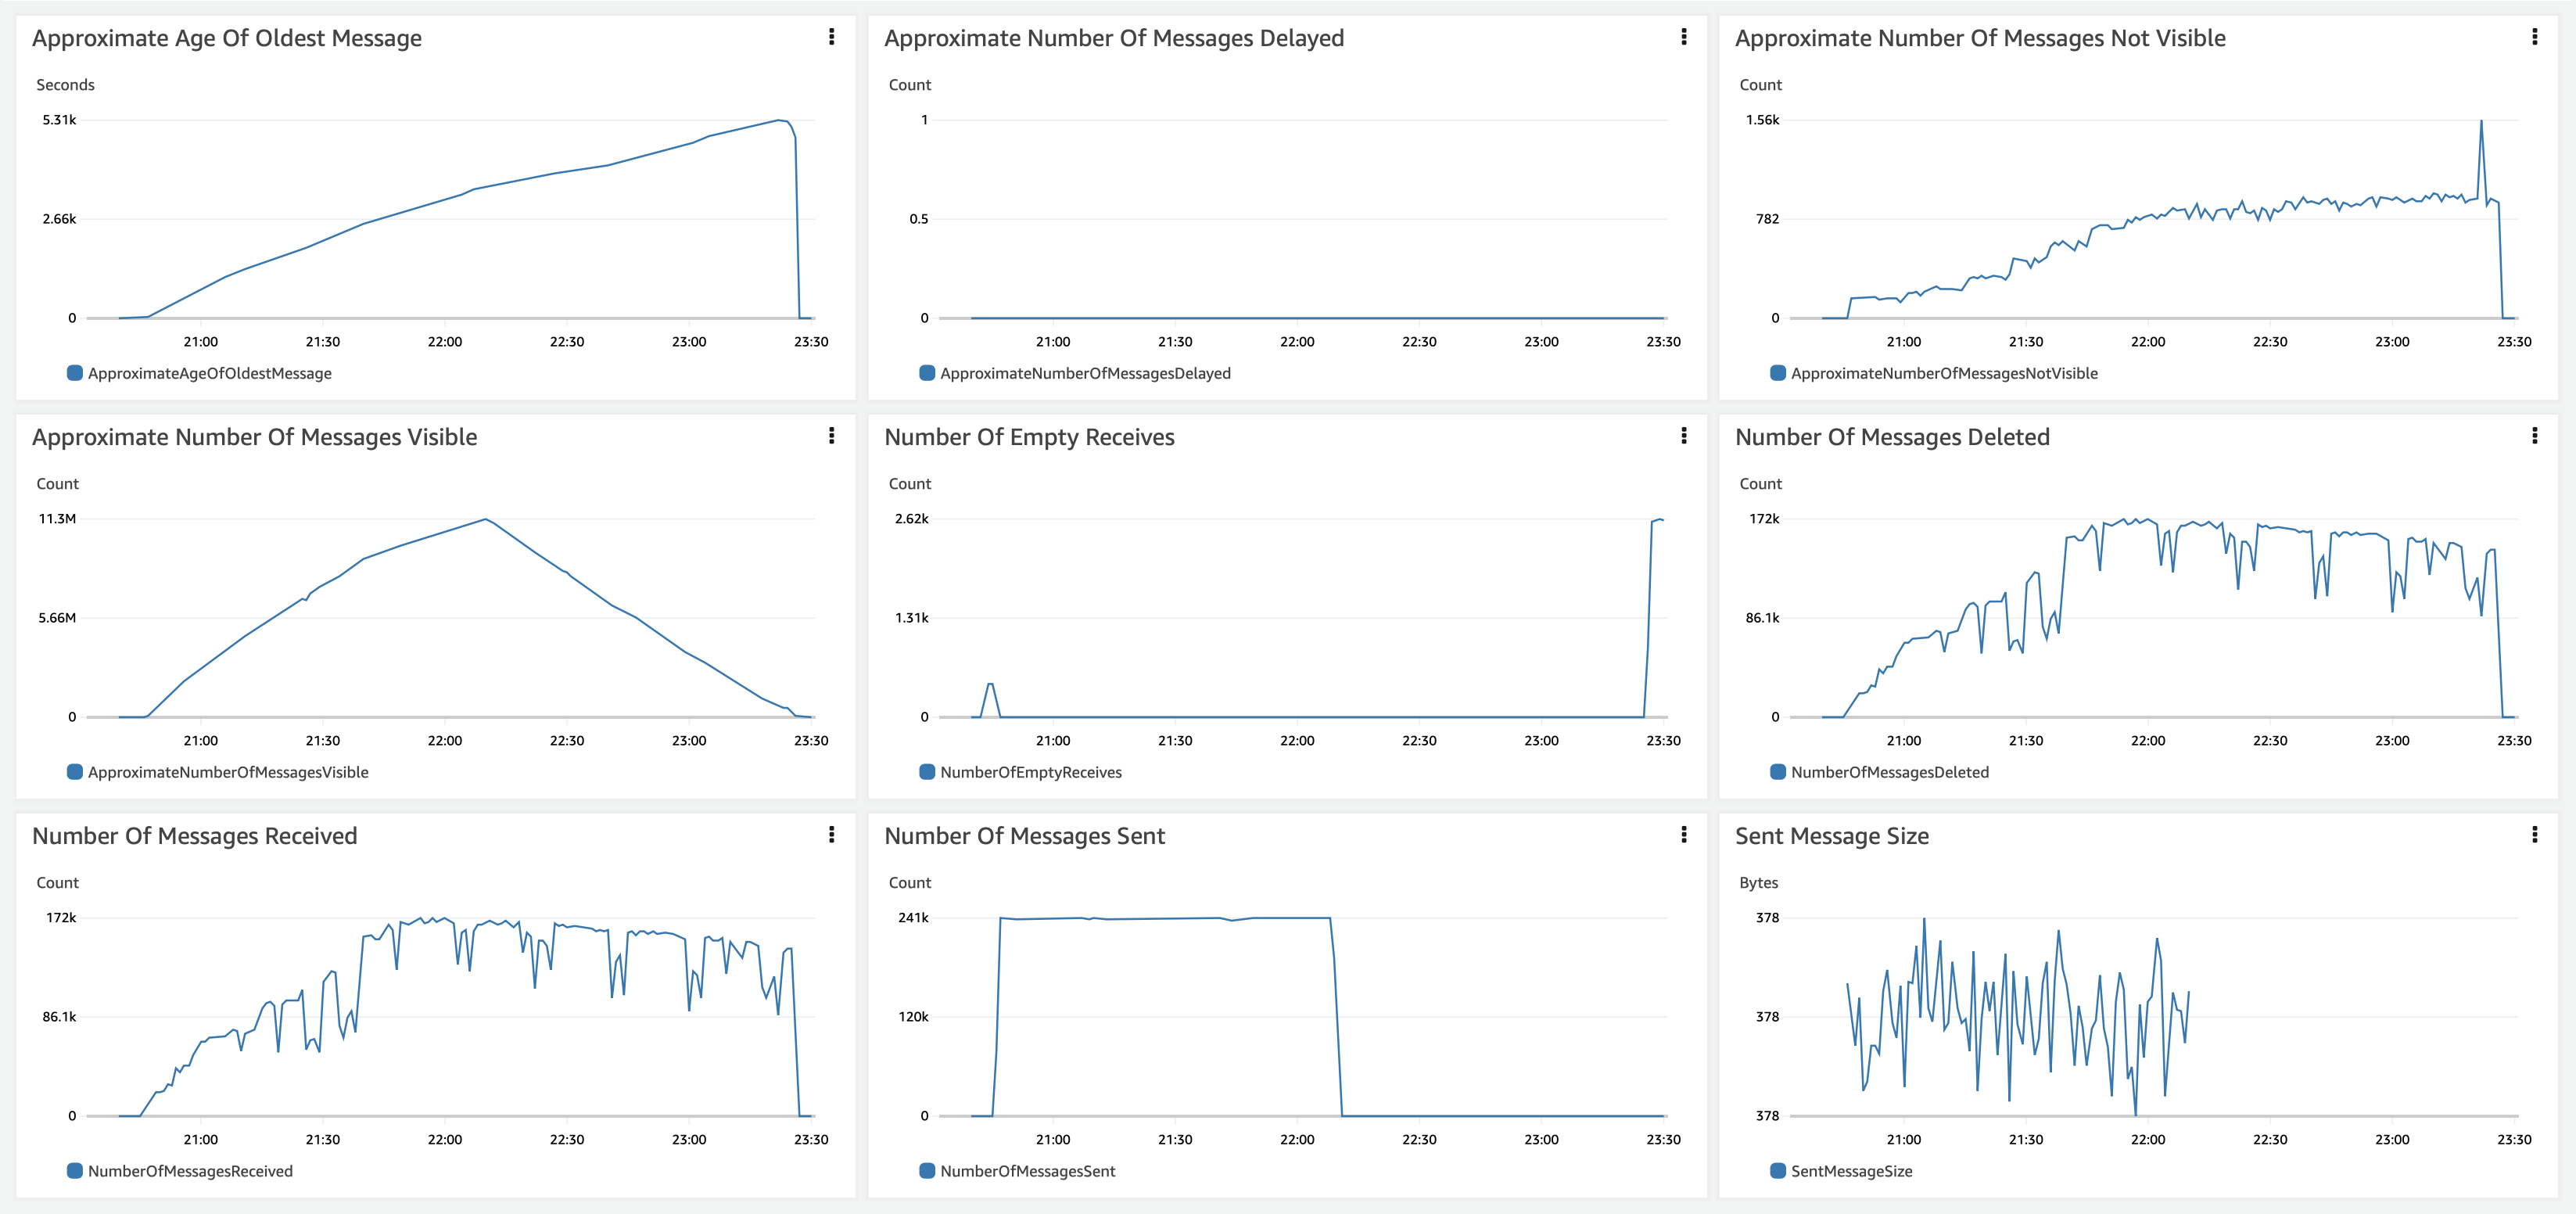 Approximate Age Of Oldest Message
Seconds
5.31k
2.66k
0
21:00 21:30 22:00 22:30 23:00 23:30
ApproximateAgeOfOldestMessage
Approximate Number Of Messages Delayed
Count
1
0.5
0
21:00 21:30 22:00 22:30 23:00 23:30
ApproximateNumberOfMessagesDelayed
Approximate Number Of Messages Not Visible
Count
1.56k
782
0
21:00 21:30 22:00 22:30 23:00 23:30
ApproximateNumberOfMessagesNotVisible
Approximate Number Of Messages Visible
Count
11.3M
5.66M
0
21:00 21:30 22:00 22:30 23:00 23:30
ApproximateNumberOfMessagesVisible
Number Of Empty Receives
Count
2.62k
1.31k
0
21:00 21:30 22:00 22:30 23:00 23:30
NumberOfEmptyReceives
Number Of Messages Deleted
Count
172k
86.1k
0
21:00 21:30 22:00 22:30 23:00 23:30
NumberOfMessagesDeleted
Number Of Messages Received
Count
172k
86.1k
0
21:00 21:30 22:00 22:30 23:00 23:30
NumberOfMessagesReceived
Number Of Messages Sent
Count
241k
120k
0
21:00 21:30 22:00 22:30 23:00 23:30
NumberOfMessagesSent
Sent Message Size
Bytes
378
378
378
21:00 21:30 22:00 22:30 23:00 23:30
SentMessageSize